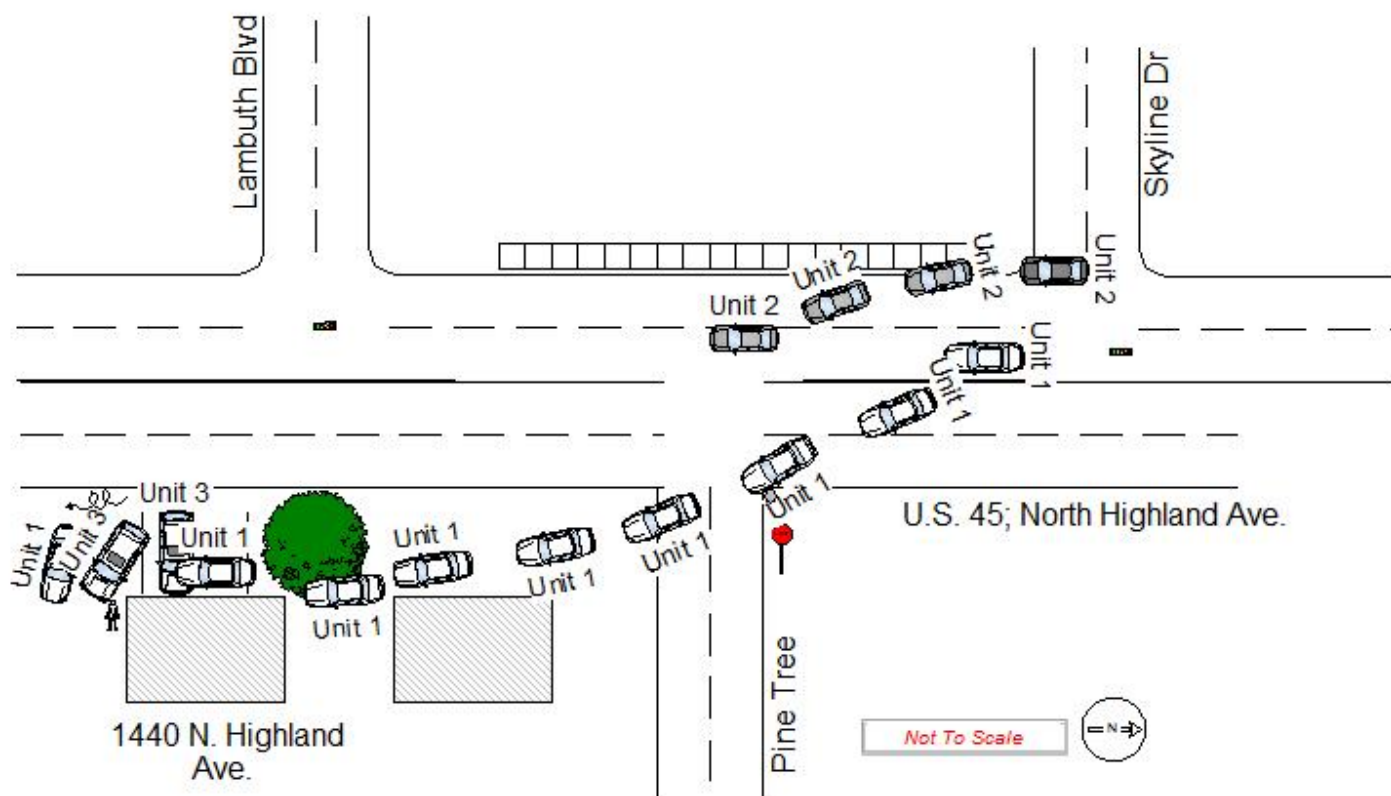 Lambuth Blvd
Skyline Dr
Unit 2
Unit 2
Unit 2
Unit 2
Unit 1
Unit 1
Unit 1
U.S. 45; North Highland Ave.
Unit 3
Unit 1
Unit 3
Unit 1
Unit 1
Unit 1
Unit 1
Unit 1
Pine Tree
1440 N. Highland
Ave.
Not To Scale
N